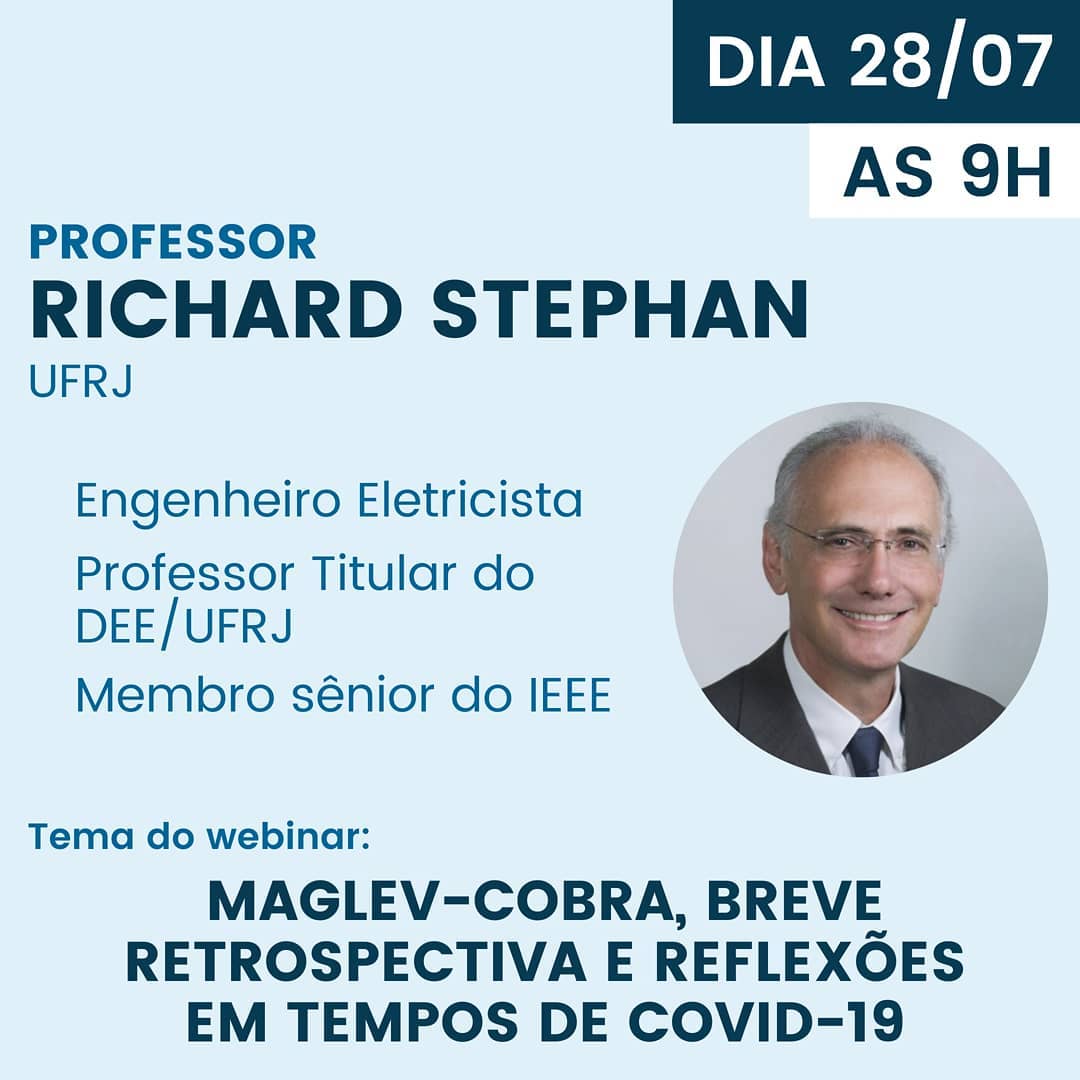 DIA 28/07
AS 9H
PROFESSOR
RICHARD STEPHAN
UFRJ
Engenheiro Eletricista
Professor Titular do
DEE/UFRJ
Membro sênior do IEEE
Tema do webinar:
MAGLEV-COBRA, BREVE
RETROSPECTIVA E REFLEXÕES
EM TEMPOS DE COVID-19